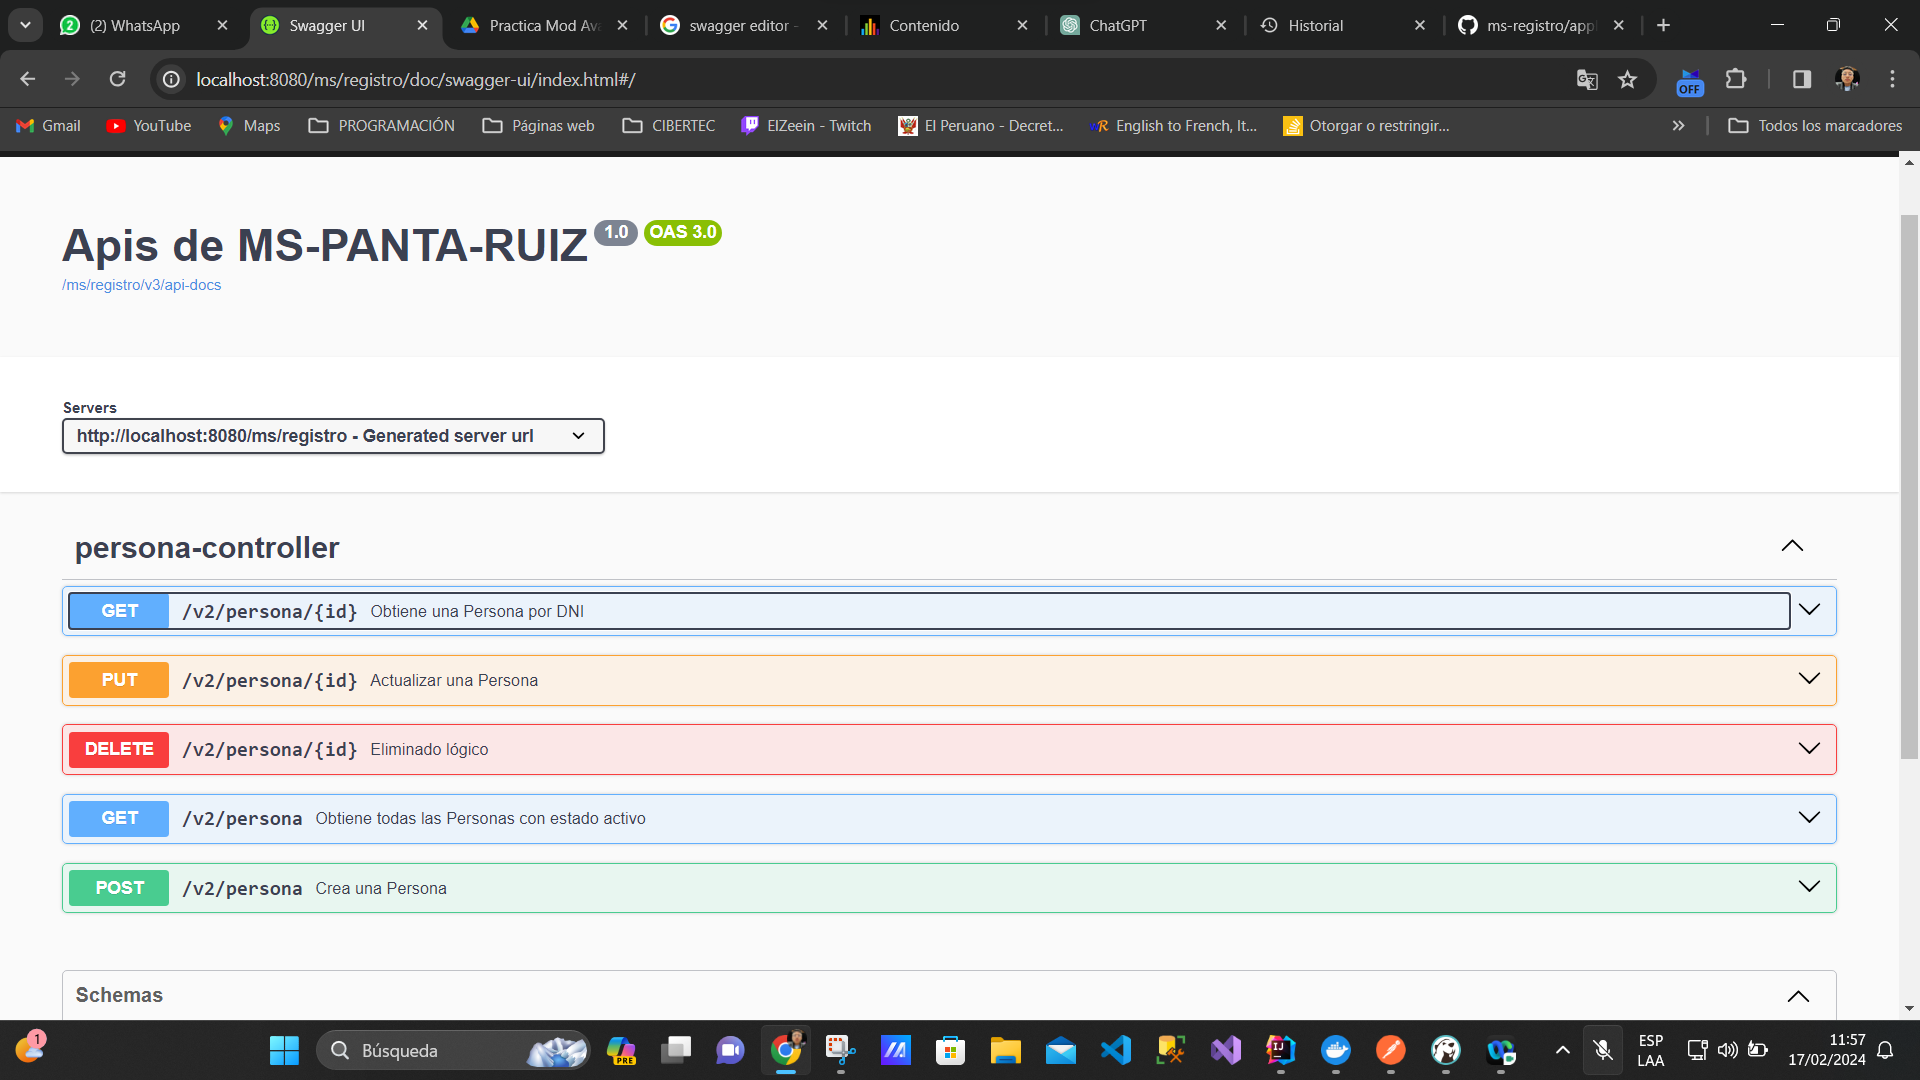 (2) WhatsApp
Swagger UI
Practica Mod Ava
swagger editor -
Contenido
ChatGPT
Historial
ms-registro/appl
localhost:8080/ms/registro/doc/swagger-ui/index.html#/
OFF
Gmail
YouTube
Maps
PROGRAMACIÓN
Páginas web
CIBERTEC
ElZeein - Twitch
El Peruano - Decret...
English to French, It...
Otorgar o restringir...
Todos los marcadores
Apis de MS-PANTA-RUIZ 1.0 OAS 3.0
/ms/registro/v3/api-docs
Servers
http://localhost:8080/ms/registro - Generated server url
persona-controller
GET /v2/persona/{id} Obtiene una Persona por DNI
PUT /v2/persona/{id} Actualizar una Persona
DELETE /v2/persona/{id} Eliminado lógico
GET /v2/persona Obtiene todas las Personas con estado activo
POST /v2/persona Crea una Persona
Schemas
1
Búsqueda
PRE
ESP
LAA
11:57
17/02/2024